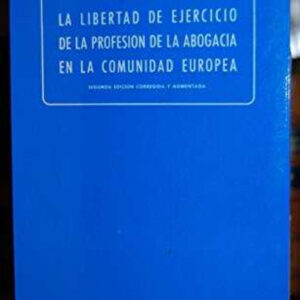 LA LIBERTAD DE EJERCICIO
DE LA PROFESION DE LA ABOGACIA
EN LA COMUNIDAD EUROPEA
SEGUNDA EDICION CORREGIDA Y AUMENTADA